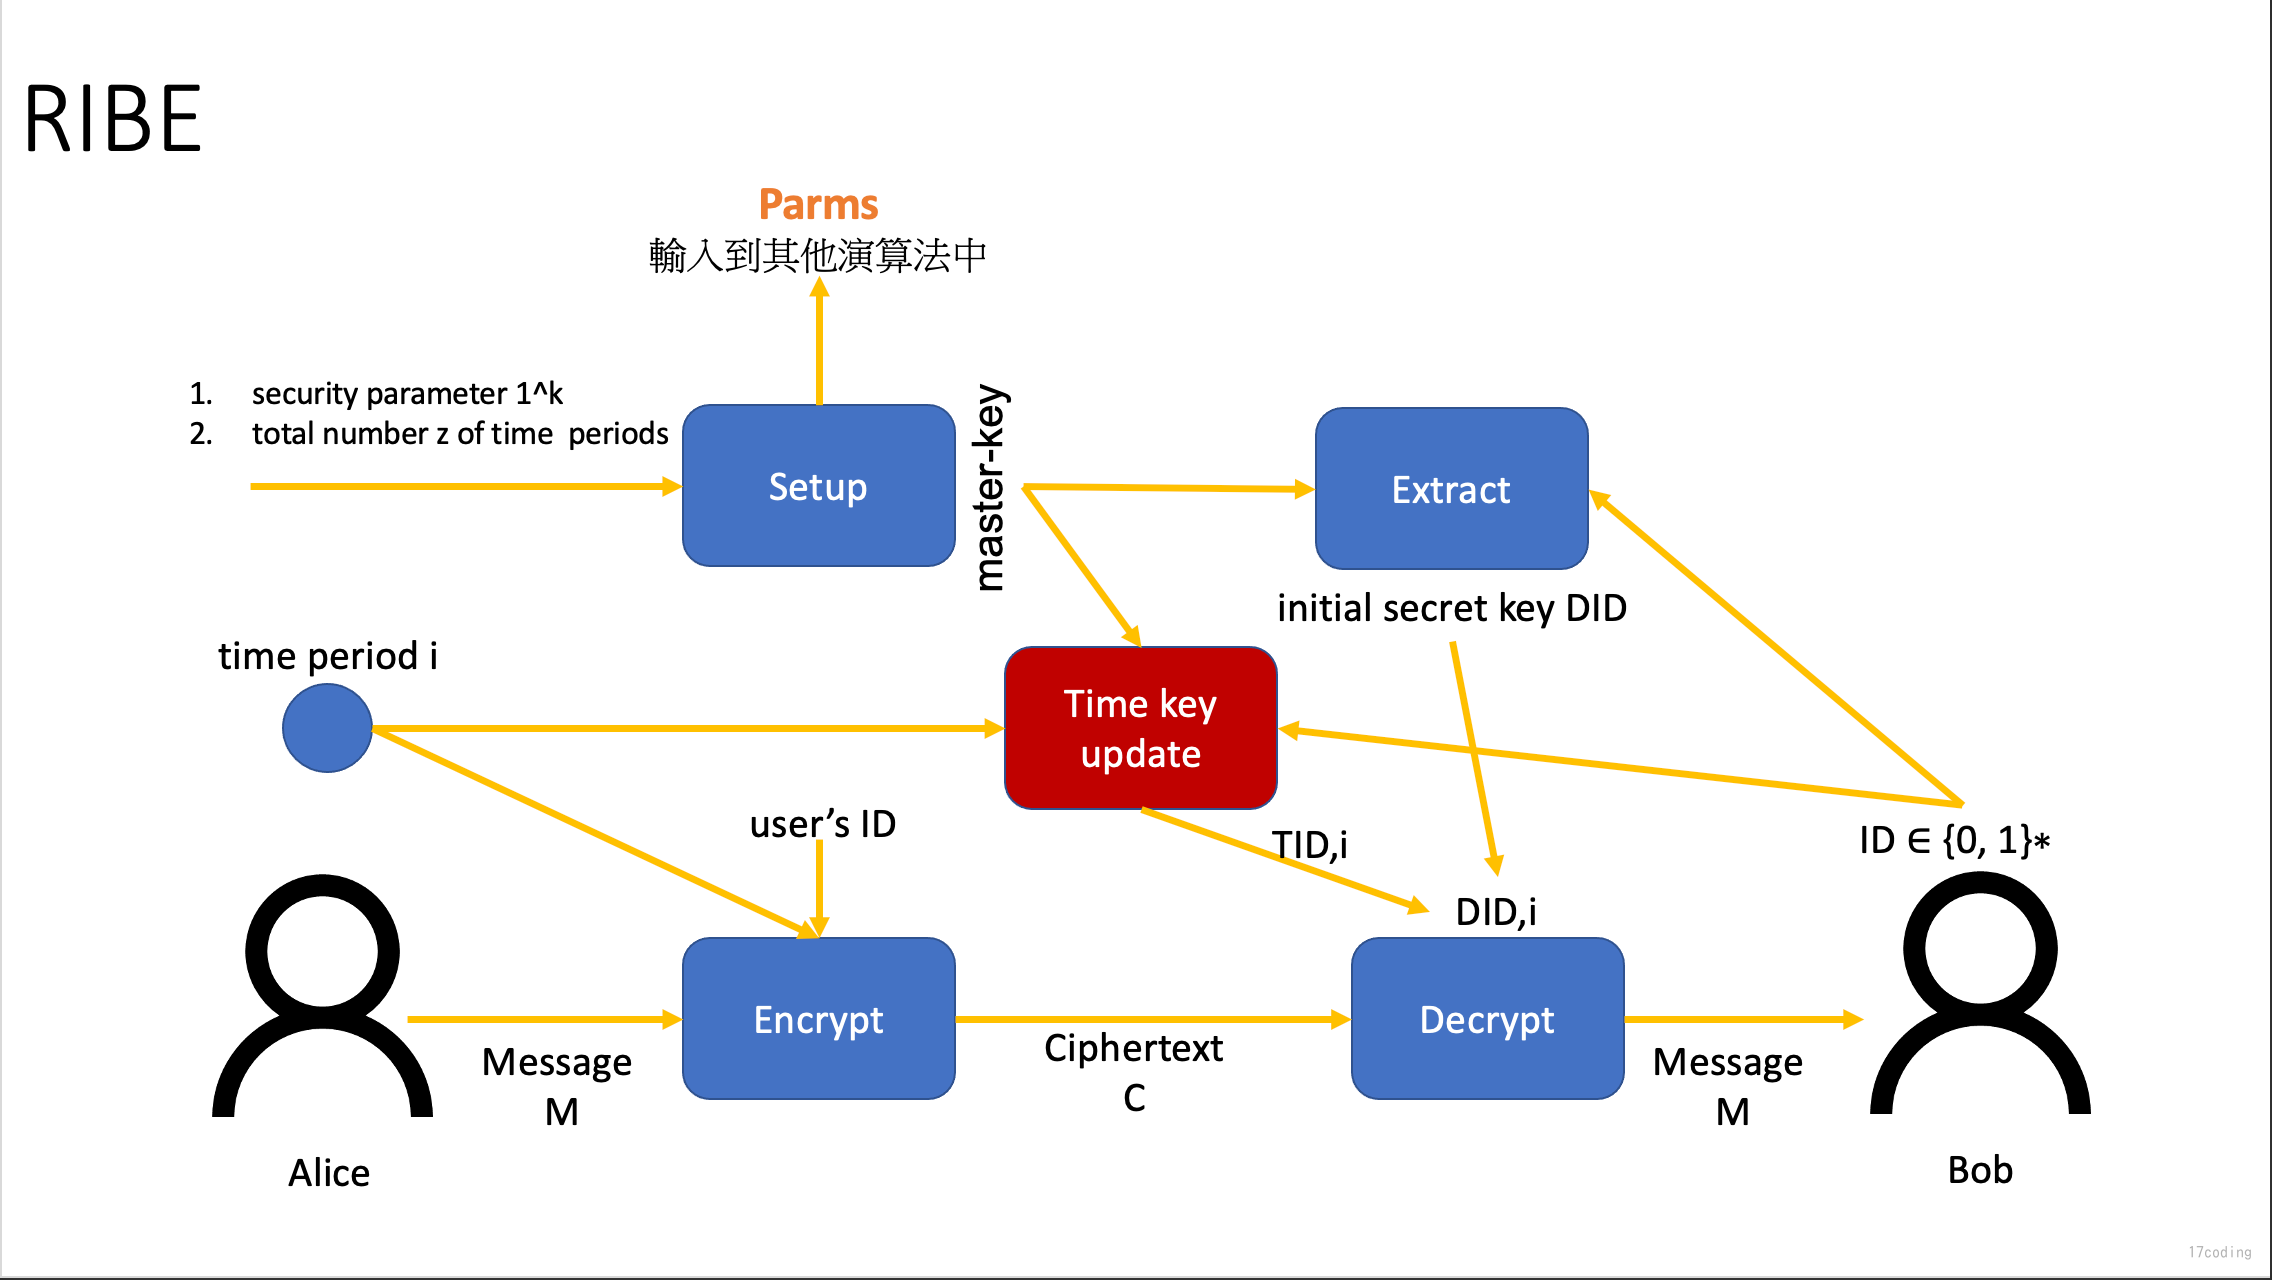 RIBE
Parms
輸入到其他演算法中
1. security parameter 1^k
2. total number z of time periods
Setup
master-key
Extract
initial secret key DID
time period i
Time key
update
user's ID
TID,i
ID ∈ {0, 1}*
DID,i
Encrypt
Decrypt
Message
M
Ciphertext
C
Message
M
Alice
Bob
17coding